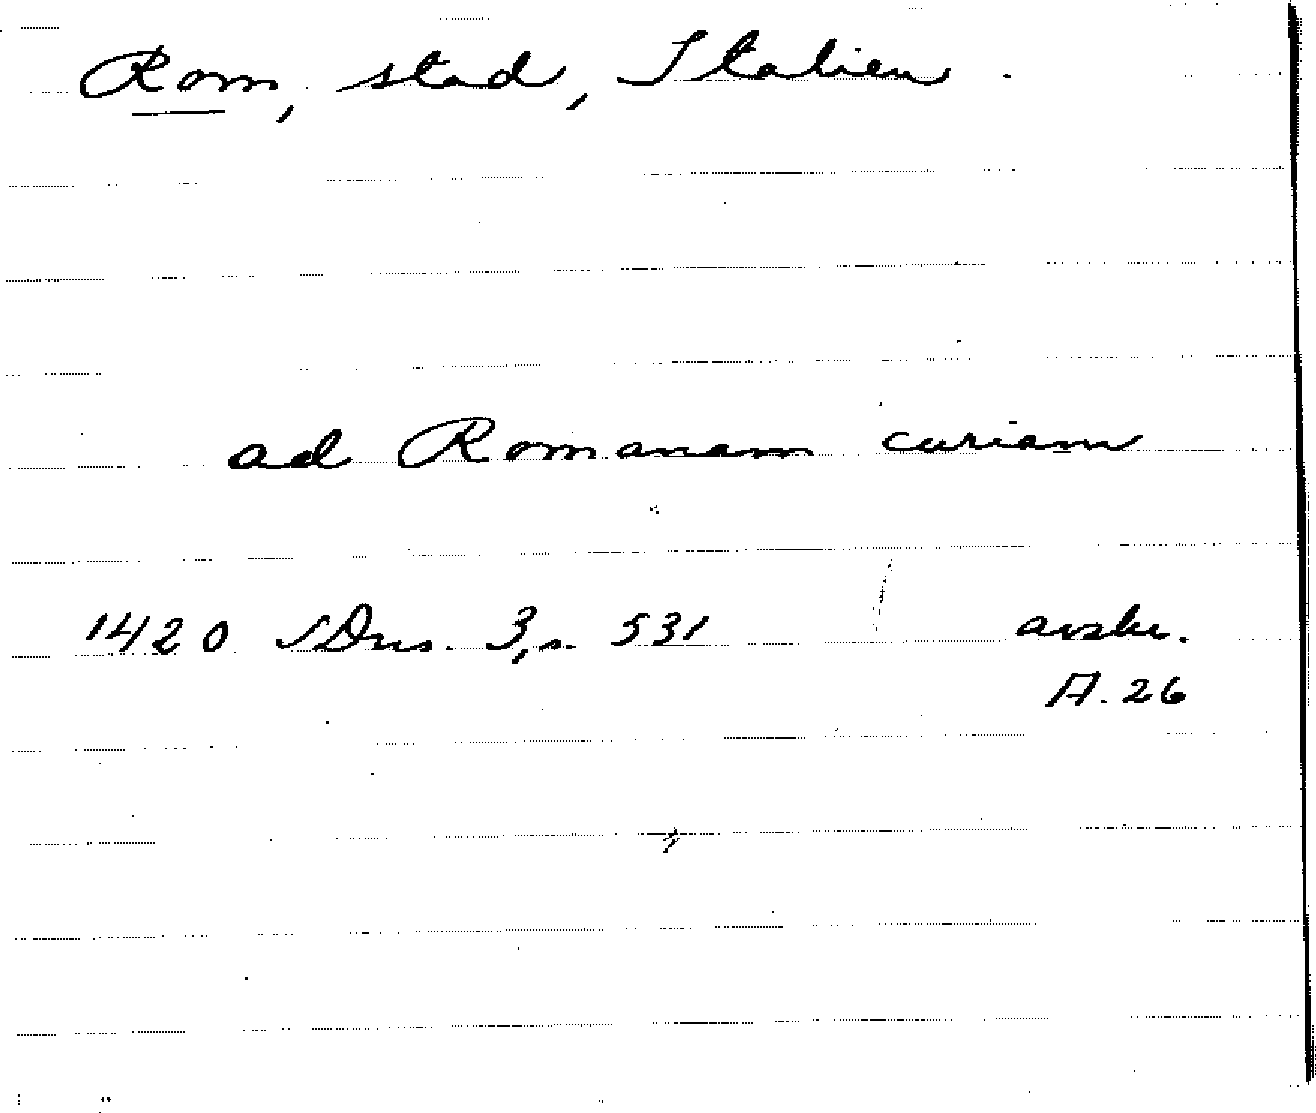 Rom, stad, Italien.
ad Romanam curiam
1420 SDns. 3, s. 531 avskr.
A. 26